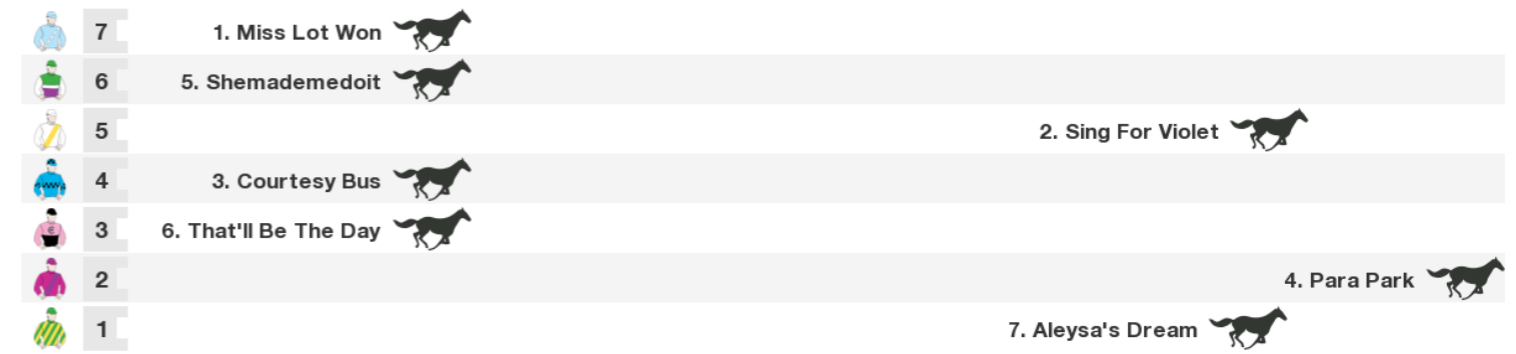 7 1. Miss Lot Won
6 5. Shemademedoit
5 2. Sing For Violet
4 3. Courtesy Bus
3 6. That'll Be The Day
2 4. Para Park
1 7. Aleysa's Dream